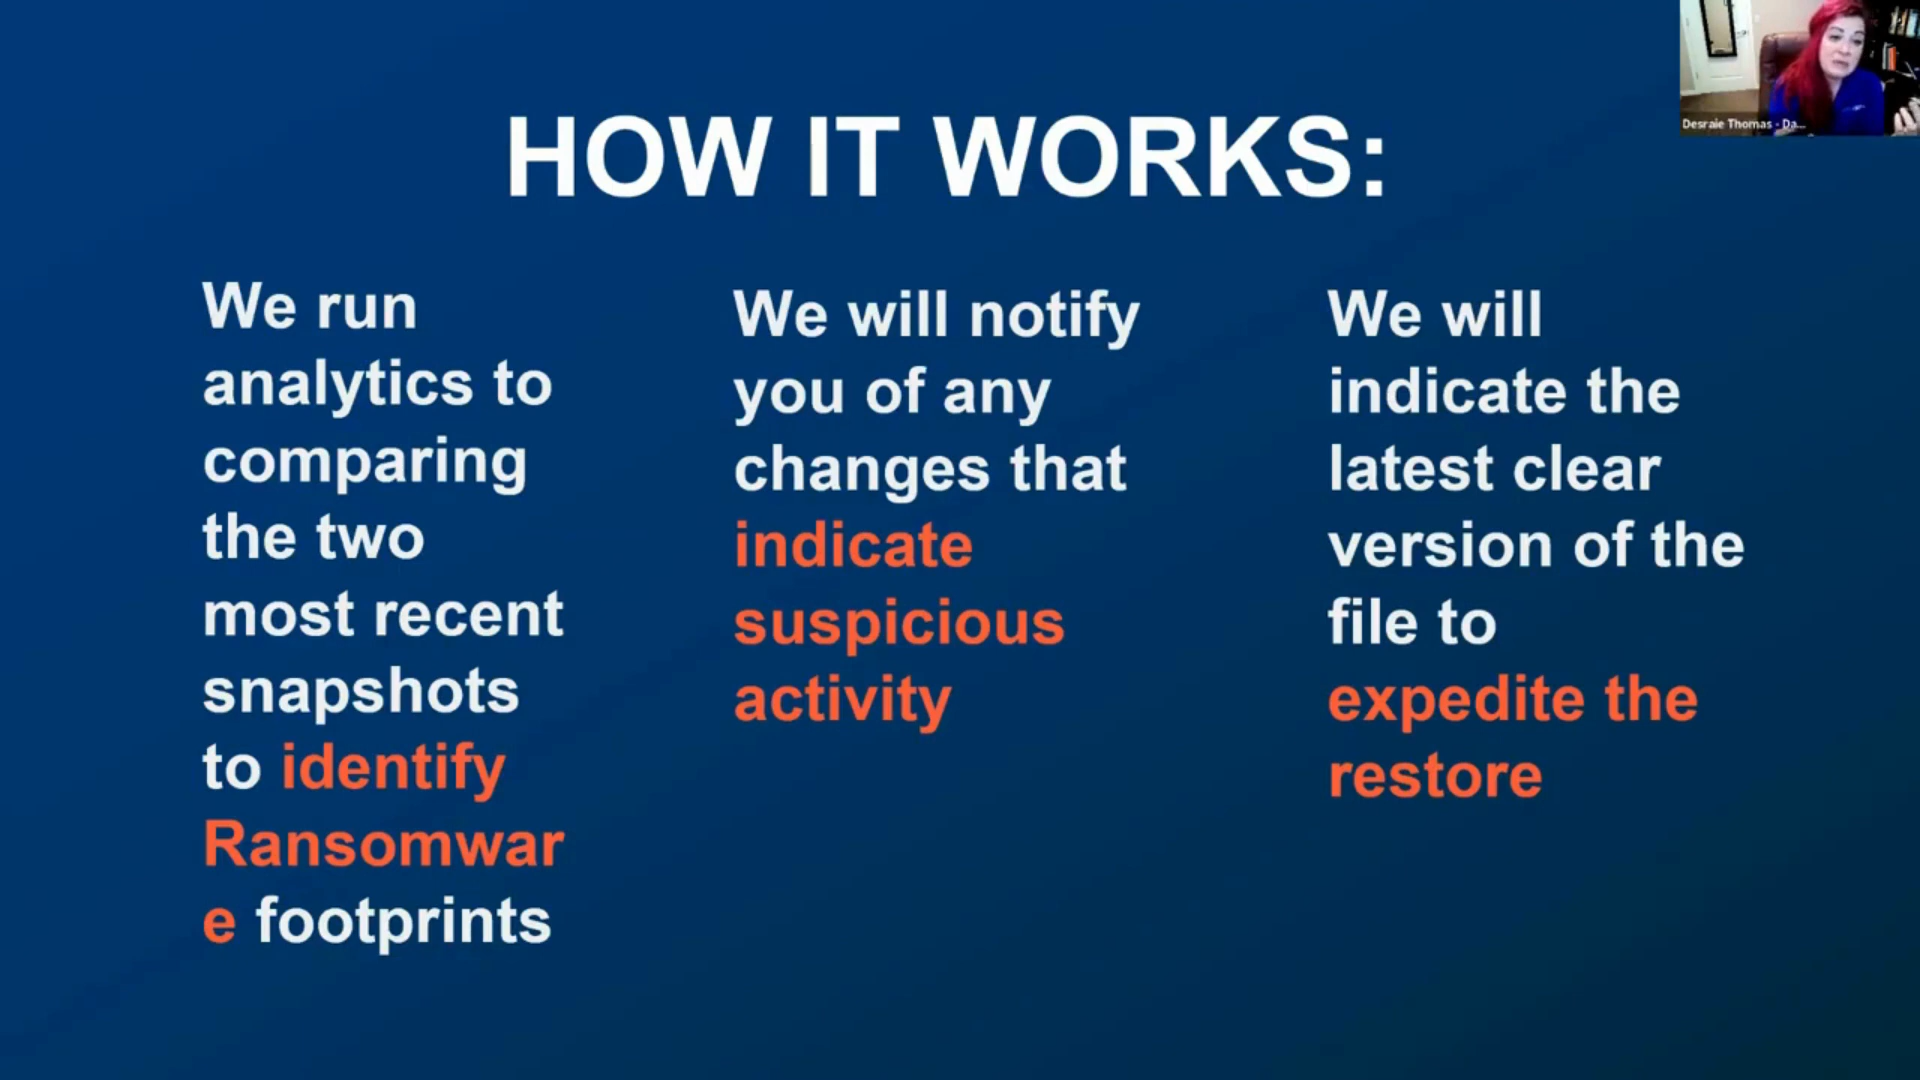 HOW IT WORKS:
We run
analytics to
comparing
the two
most recent
snapshots
to identify
Ransomwar
e footprints
We will notify
you of any
changes that
indicate
suspicious
activity
We will
indicate the
latest clear
version of the
file to
expedite the
restore
Desraie Thomas - Da...